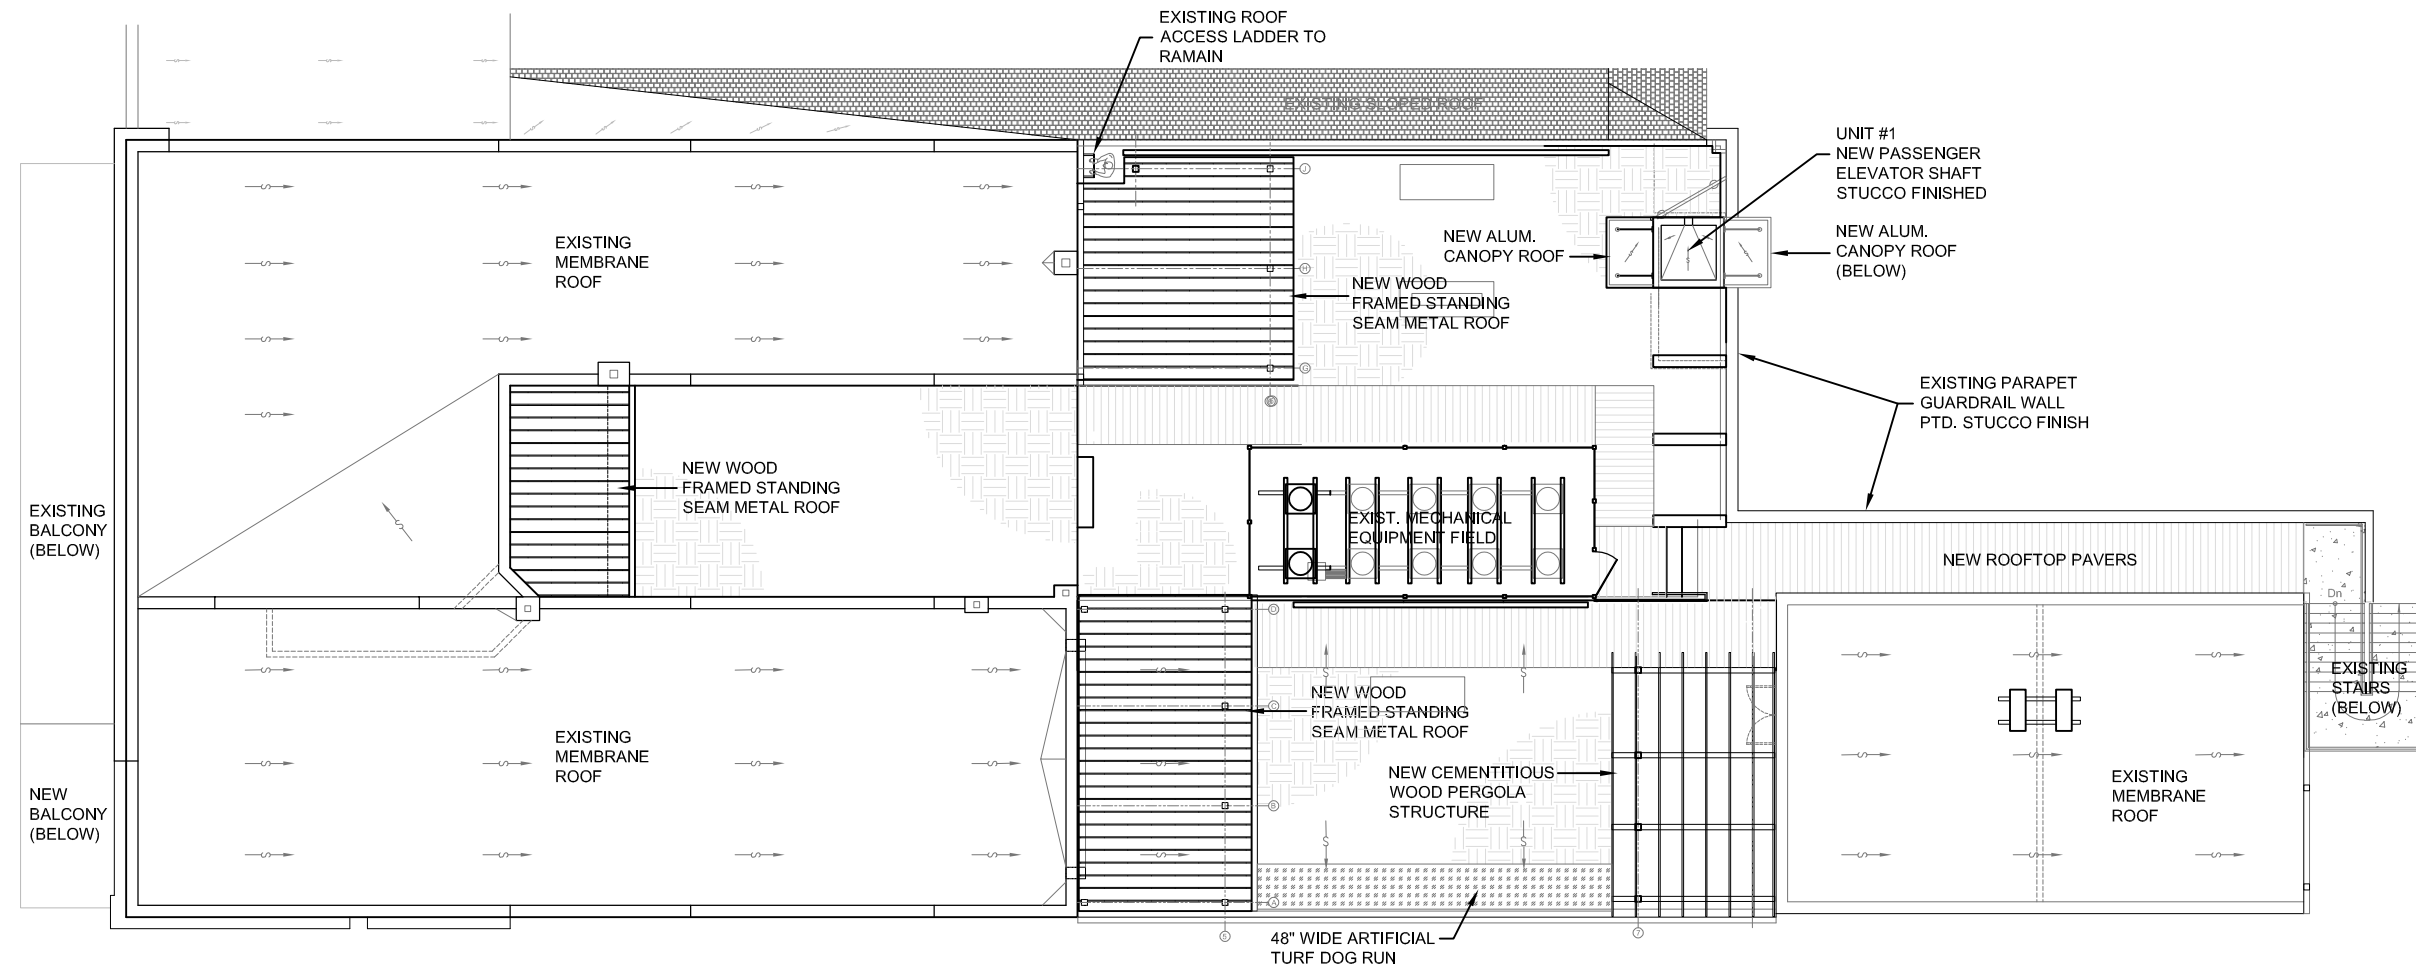 EXISTING ROOF
ACCESS LADDER TO
RAMAIN
EXISTING SLOPED ROOF
UNIT #1
NEW PASSENGER
ELEVATOR SHAFT
STUCCO FINISHED
NEW ALUM.
CANOPY ROOF
NEW ALUM.
CANOPY ROOF
(BELOW)
EXISTING
MEMBRANE
ROOF
NEW WOOD
FRAMED STANDING
SEAM METAL ROOF
J
H
G
EXISTING PARAPET
GUARDRAIL WALL
PTD. STUCCO FINISH
NEW WOOD
FRAMED STANDING
SEAM METAL ROOF
EXISTING
BALCONY
(BELOW)
EXIST. MECHANICAL
EQUIPMENT FIELD
NEW ROOFTOP PAVERS
Dn
D
C
B
A
EXISTING
STAIRS
(BELOW)
NEW WOOD
FRAMED STANDING
SEAM METAL ROOF
EXISTING
MEMBRANE
ROOF
NEW CEMENTITIOUS
WOOD PERGOLA
STRUCTURE
EXISTING
MEMBRANE
ROOF
NEW
BALCONY
(BELOW)
5
7
48" WIDE ARTIFICIAL
TURF DOG RUN